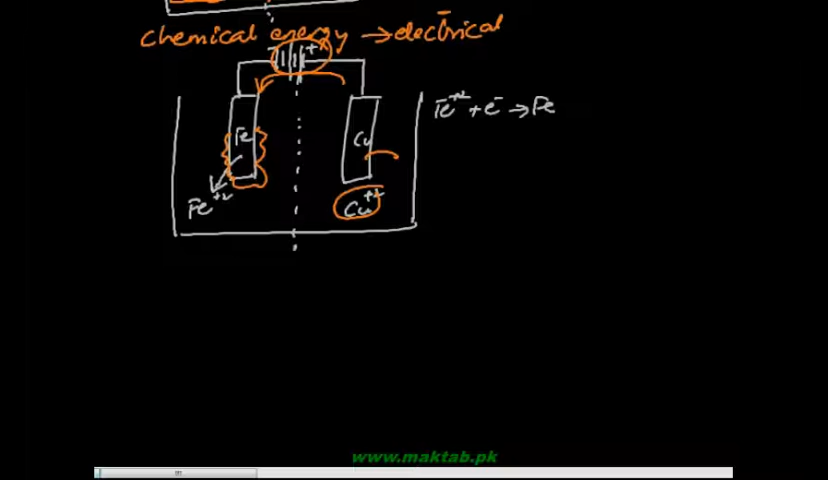 chemical energy → electrical
- +
Fe
Cu
Fe⁺² + e⁻ → Fe
Fe⁺²
Cu⁺²
www.maktab.pk